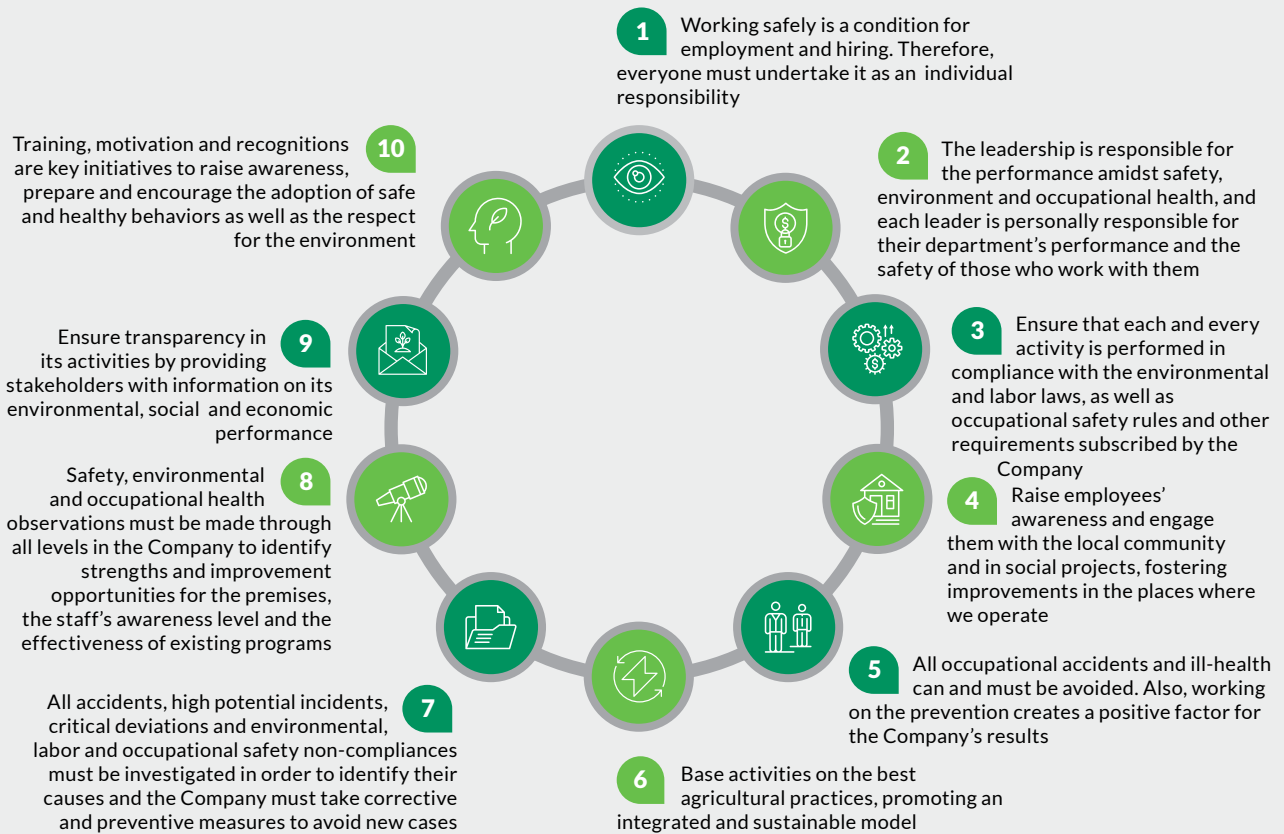 1 Working safely is a condition for
employment and hiring. Therefore,
everyone must undertake it as an individual
responsibility
2 The leadership is responsible for
the performance amidst safety,
environment and occupational health, and
each leader is personally responsible for
their department’s performance and the
safety of those who work with them
3 Ensure that each and every
activity is performed in
compliance with the environmental
and labor laws, as well as
occupational safety rules and other
requirements subscribed by the
Company
4 Raise employees’
awareness and engage
them with the local community
and in social projects, fostering
improvements in the places where
we operate
5 All occupational accidents and ill-health
can and must be avoided. Also, working
on the prevention creates a positive factor for
the Company’s results
6 Base activities on the best
agricultural practices, promoting an
integrated and sustainable model
7 All accidents, high potential incidents,
critical deviations and environmental,
labor and occupational safety non-compliances
must be investigated in order to identify their
causes and the Company must take corrective
and preventive measures to avoid new cases
8 Safety, environmental
and occupational health
observations must be made through
all levels in the Company to identify
strengths and improvement
opportunities for the premises,
the staff’s awareness level and the
effectiveness of existing programs
9 Ensure transparency in
its activities by providing
stakeholders with information on its
environmental, social and economic
performance
10 Training, motivation and recognitions
are key initiatives to raise awareness,
prepare and encourage the adoption of safe
and healthy behaviors as well as the respect
for the environment